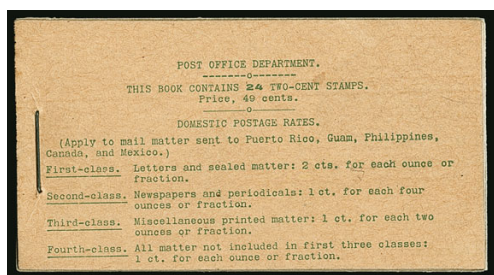 POST OFFICE DEPARTMENT.
THIS BOOK CONTAINS 24 TWO-CENT STAMPS.
Price, 49 cents.
DOMESTIC POSTAGE RATES.
(Apply to mail matter sent to Puerto Rico, Guam, Philippines,
Canada, and Mexico.)
First-class. Letters and sealed matter: 2 cts. for each ounce or
fraction.
Second-class. Newspapers and periodicals: 1 ct. for each four
ounces or fraction.
Third-class. Miscellaneous printed matter: 1 ct. for each two
ounces or fraction.
Fourth-class. All matter not included in first three classes:
1 ct. for each ounce or fraction.